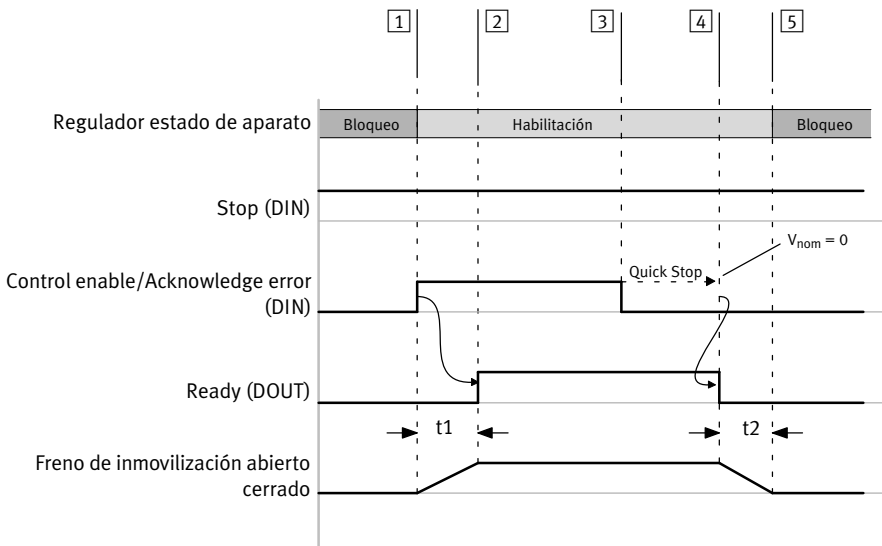 1 2 3 4 5
Regulador estado de aparato
Bloqueo Habilitación Bloqueo
Stop (DIN)
V_nom = 0
Control enable/Acknowledge error
(DIN)
Quick Stop
Ready (DOUT)
t1 t2
Freno de inmovilización abierto
cerrado